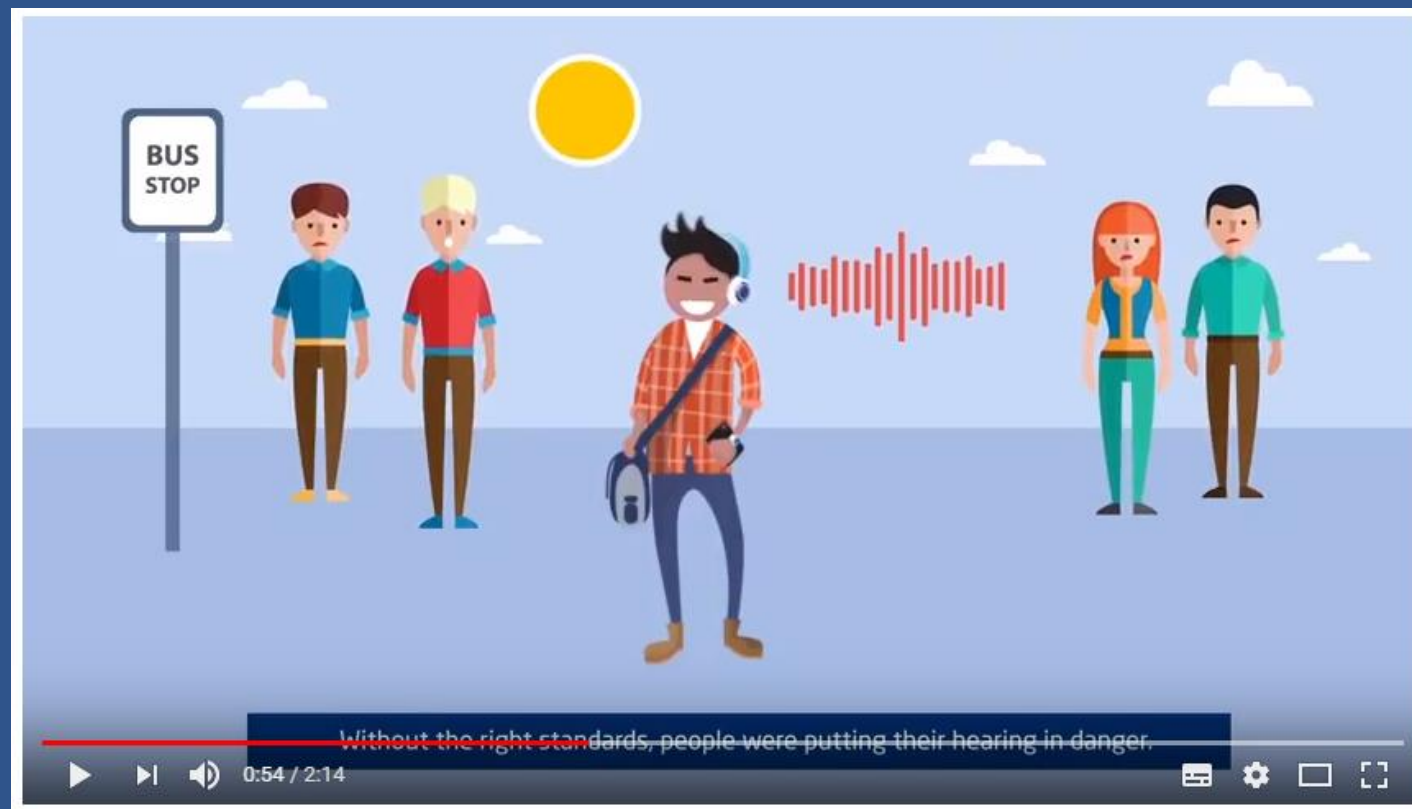 BUS
STOP
Without the right standards, people were putting their hearing in danger.
0:54 / 2:14